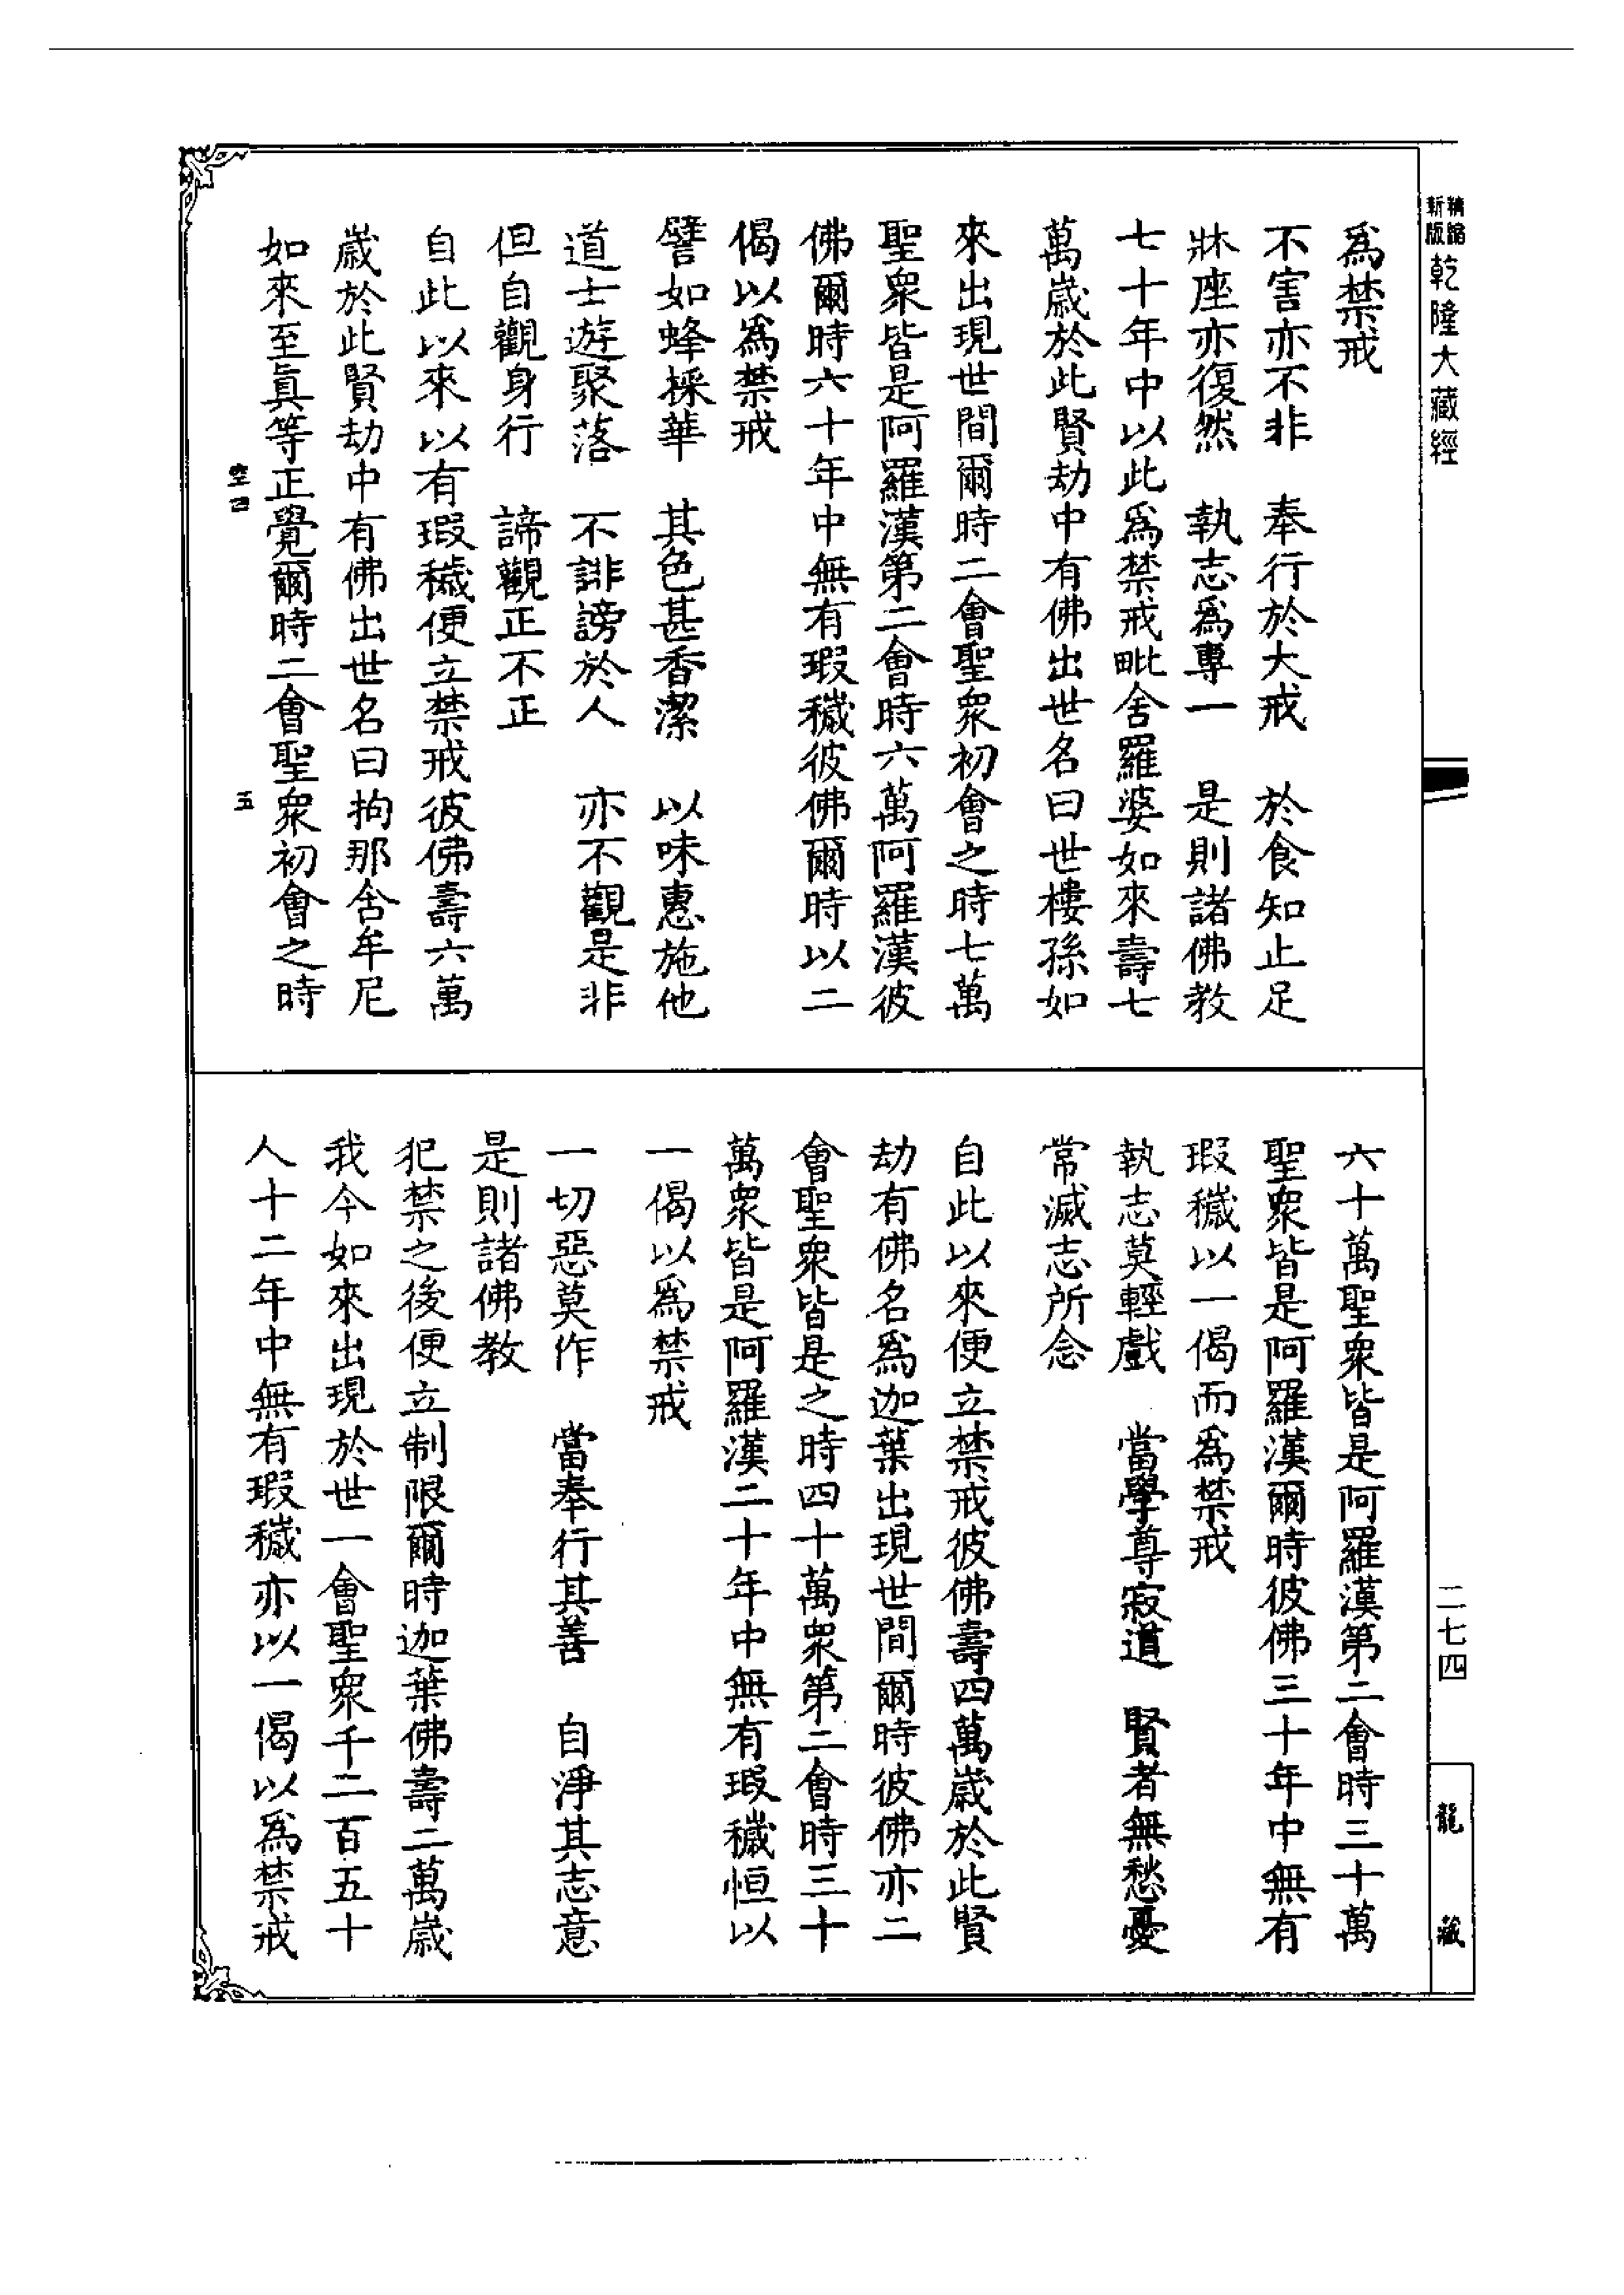 精縮
新版
乾隆大藏經
為禁戒
不害亦不非　奉行於大戒　於食知止足
牀座亦復然　執志為專一　是則諸佛教
七十年中以此為禁戒毗舍羅婆如來壽七
萬歲於此賢劫中有佛出世名曰世樓孫如
來出現世間爾時二會聖衆初會之時七萬
聖衆皆是阿羅漢第二會時六萬阿羅漢彼
佛爾時六十年中無有瑕穢彼佛爾時以二
偈以為禁戒
譬如蜂採華　其色甚香潔　以味惠施他
道士遊聚落　不誹謗於人　亦不觀是非
但自觀身行　諦觀正不正
自此以來以有瑕穢便立禁戒彼佛壽六萬
歲於此賢劫中有佛出世名曰拘那含牟尼
如來至真等正覺爾時二會聖衆初會之時
五
六十萬聖衆皆是阿羅漢第二會時三十萬
聖衆皆是阿羅漢爾時彼佛三十年中無有
瑕穢以一偈而為禁戒
執志莫輕戲　當學尊寂道　賢者無愁憂
常滅志所念
自此以來便立禁戒彼佛壽四萬歲於此賢
劫有佛名為迦葉出現世間爾時彼佛亦二
會聖衆皆是之時四十萬衆第二會時三十
萬衆皆是阿羅漢二十年中無有瑕穢恒以
一偈以為禁戒
一切惡莫作　當奉行其善　自淨其志意
是則諸佛教
犯禁之後便立制限爾時迦葉佛壽二萬歲
我今如來出現於世一會聖衆千二百五十
人十二年中無有瑕穢亦以一偈以為禁戒
二七四
龍藏